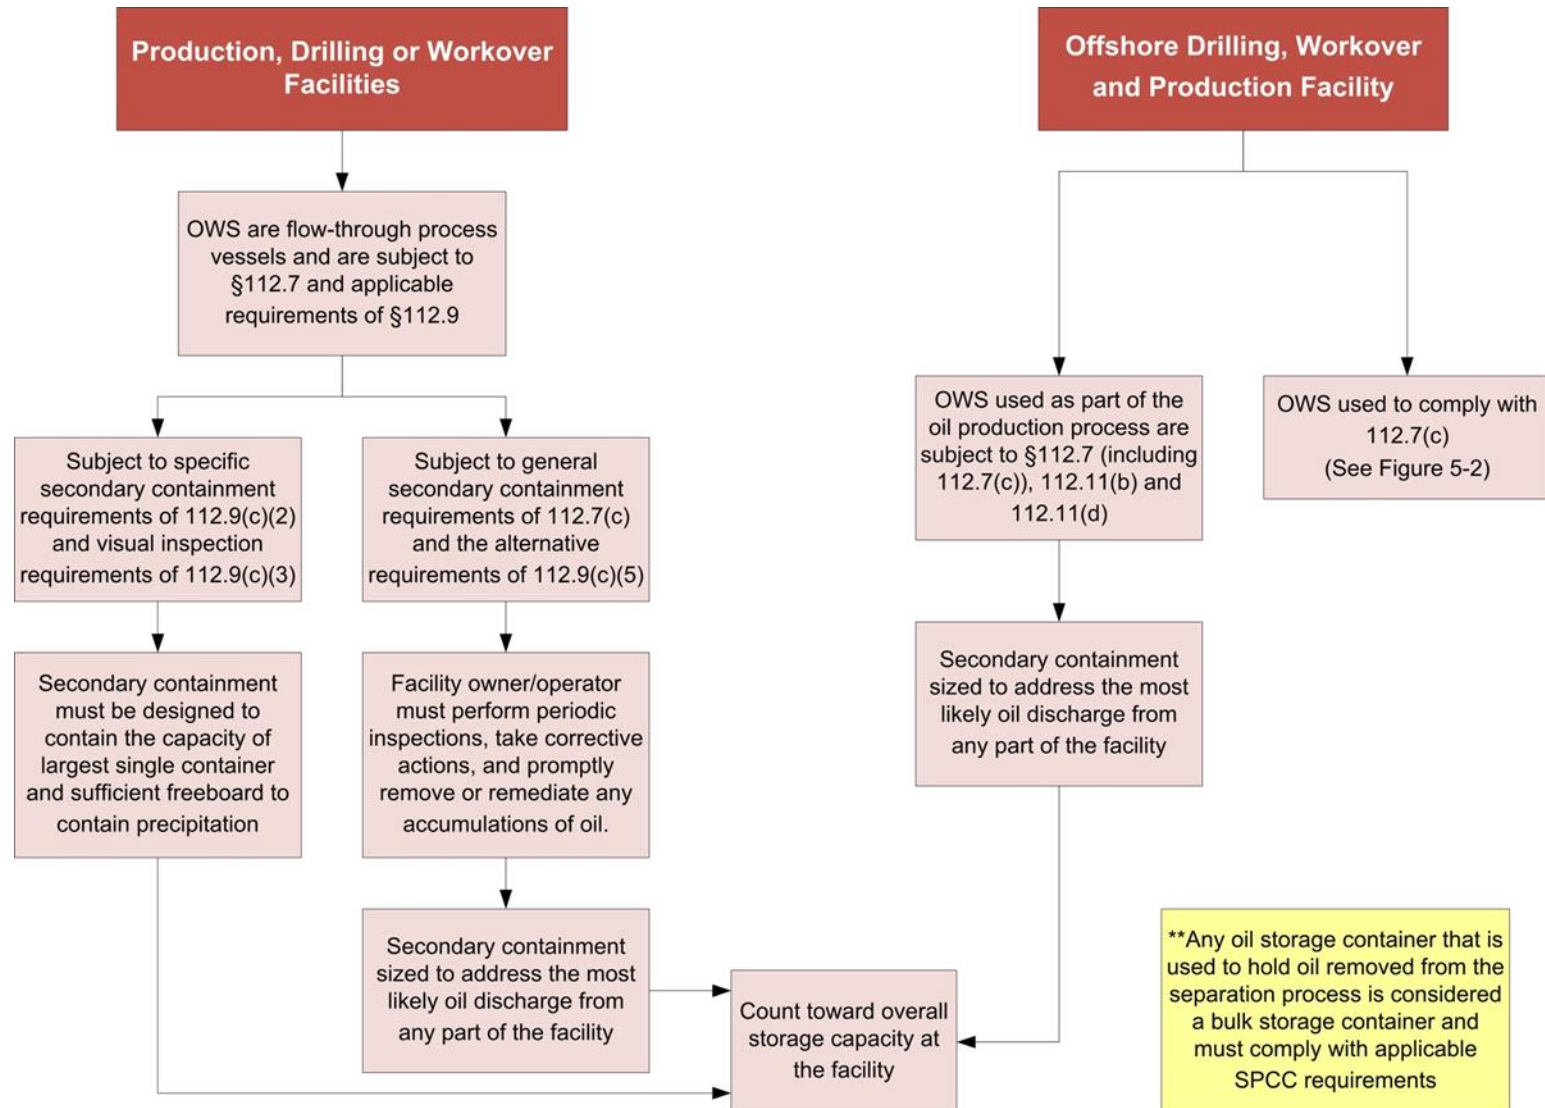 Production, Drilling or Workover
Facilities
OWS are flow-through process
vessels and are subject to
§112.7 and applicable
requirements of §112.9
Subject to specific
secondary containment
requirements of 112.9(c)(2)
and visual inspection
requirements of 112.9(c)(3)
Subject to general
secondary containment
requirements of 112.7(c)
and the alternative
requirements of 112.9(c)(5)
Secondary containment
must be designed to
contain the capacity of
largest single container
and sufficient freeboard to
contain precipitation
Facility owner/operator
must perform periodic
inspections, take corrective
actions, and promptly
remove or remediate any
accumulations of oil.
Secondary containment
sized to address the most
likely oil discharge from
any part of the facility
Offshore Drilling, Workover
and Production Facility
OWS used as part of the
oil production process are
subject to §112.7 (including
112.7(c)), 112.11(b) and
112.11(d)
OWS used to comply with
112.7(c)
(See Figure 5-2)
Secondary containment
sized to address the most
likely oil discharge from
any part of the facility
Count toward overall
storage capacity at
the facility
**Any oil storage container that is
used to hold oil removed from the
separation process is considered
a bulk storage container and
must comply with applicable
SPCC requirements